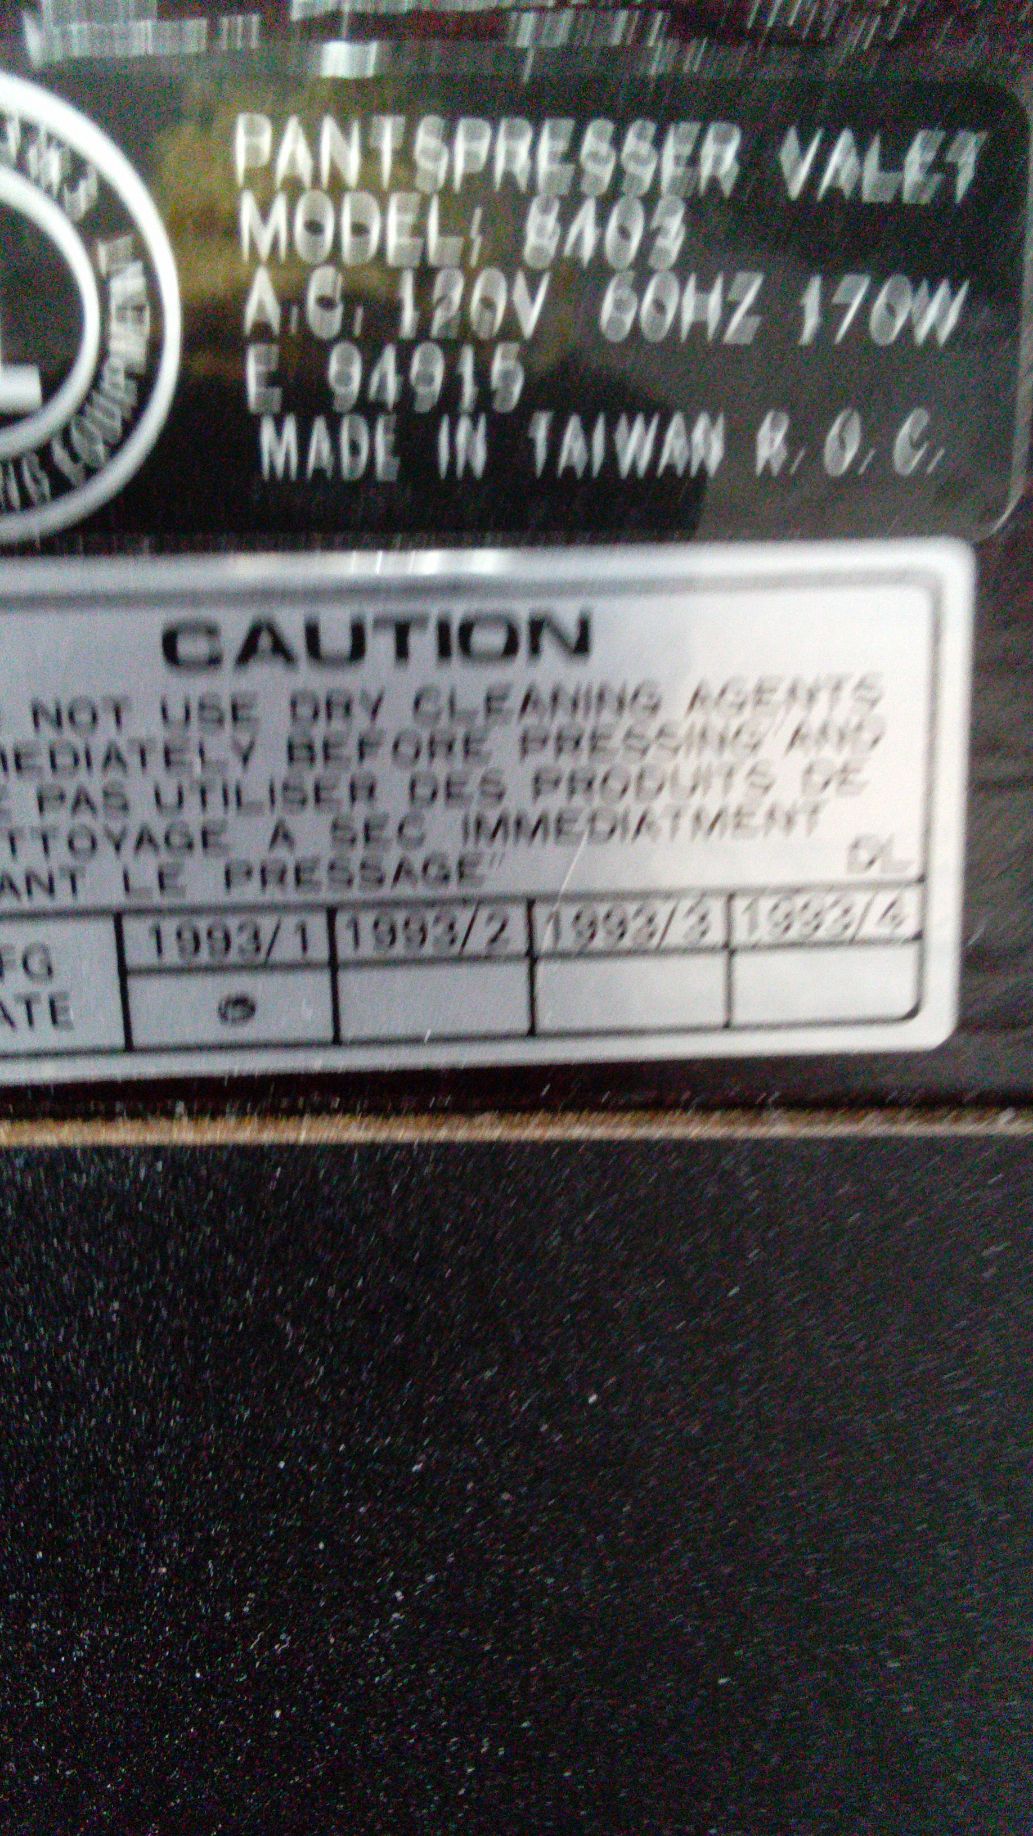 PANTSPRESSER VALET
MODEL: 8403
A.C. 120V 60HZ 170W
E 94915
MADE IN TAIWAN R.O.C.
EQUIPMENT
CAUTION
NOT USE DRY CLEANING AGENTS
MEDIATELY BEFORE PRESSING" AND
PAS UTILISER DES PRODUITS DE
TTOYAGE A SEC IMMEDIATMENT
ANT LE PRESSAGE"
DL
1993/1 1993/2 1993/3 1993/4
FG
ATE